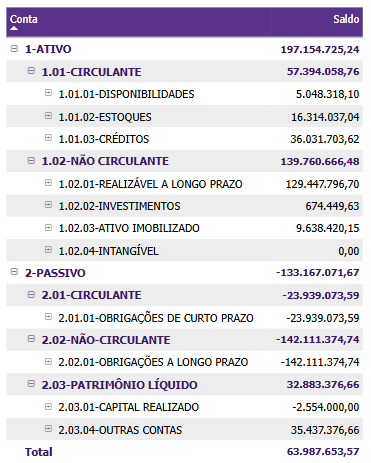 Conta Saldo
1-ATIVO 197.154.725,24
1.01-CIRCULANTE 57.394.058,76
1.01.01-DISPONIBILIDADES 5.048.318,10
1.01.02-ESTOQUES 16.314.037,04
1.01.03-CRÉDITOS 36.031.703,62
1.02-NÃO CIRCULANTE 139.760.666,48
1.02.01-REALIZÁVEL A LONGO PRAZO 129.447.796,70
1.02.02-INVESTIMENTOS 674.449,63
1.02.03-ATIVO IMOBILIZADO 9.638.420,15
1.02.04-INTANGÍVEL 0,00
2-PASSIVO -133.167.071,67
2.01-CIRCULANTE -23.939.073,59
2.01.01-OBRIGAÇÕES DE CURTO PRAZO -23.939.073,59
2.02-NÃO-CIRCULANTE -142.111.374,74
2.02.01-OBRIGAÇÕES A LONGO PRAZO -142.111.374,74
2.03-PATRIMÔNIO LÍQUIDO 32.883.376,66
2.03.01-CAPITAL REALIZADO -2.554.000,00
2.03.04-OUTRAS CONTAS 35.437.376,66
Total 63.987.653,57